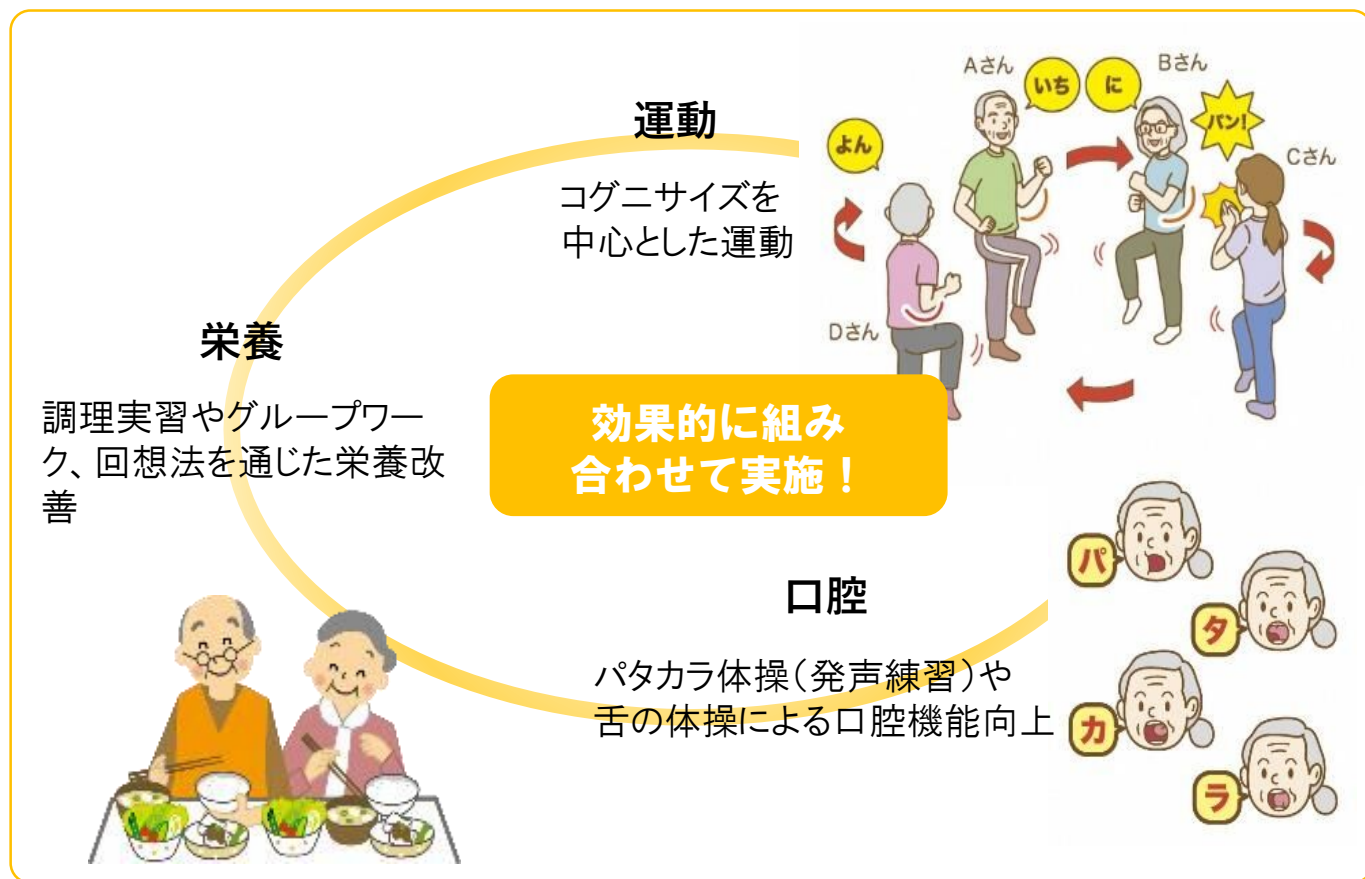 運動
コグニサイズを
中心とした運動
Aさん
いち
に
Bさん
パン!
Cさん
よん
Dさん
栄養
調理実習やグループワー
ク、回想法を通じた栄養改
善
効果的に組み
合わせて実施！
口腔
パタカラ体操（発声練習）や
舌の体操による口腔機能向上
パ
タ
カ
ラ